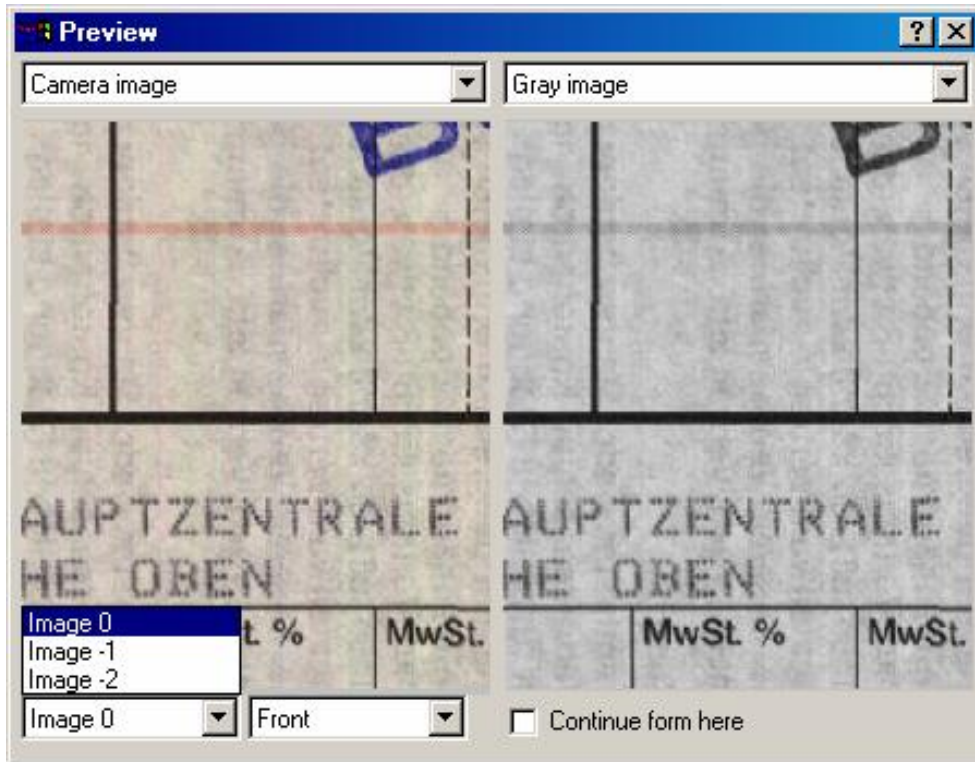 Preview
Camera image
Gray image
AUPTZENTRALE
HE OBEN
t. %
MwSt.
AUPTZENTRALE
HE OBEN
MwSt. %
MwSt.
Image 0
Image -1
Image -2
Image 0
Front
Continue form here